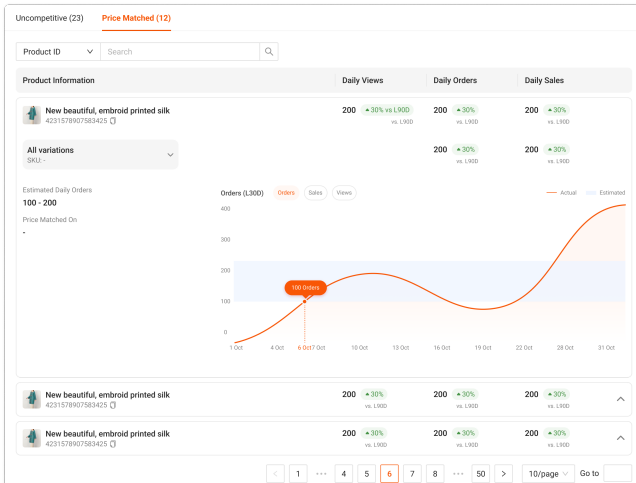 Uncompetitive (23) Price Matched (12)
Product ID Search
Product Information Daily Views Daily Orders Daily Sales
New beautiful, embroid printed silk 200 30% vs L90D 200 30% 200 30%
4231578907583425 vs. L90D vs. L90D vs. L90D
All variations 200 30% 200 30%
SKU: - vs. L90D vs. L90D
Estimated Daily Orders
100 - 200
Price Matched On
-
Orders (L30D) Orders Sales Views Actual Estimated
400
300
200
100 Orders
100
0
1 Oct 4 Oct 6 Oct 7 Oct 10 Oct 13 Oct 16 Oct 19 Oct 22 Oct 28 Oct 31 Oct
New beautiful, embroid printed silk 200 30% 200 30% 200 30%
4231578907583425 vs. L90D vs. L90D vs. L90D
New beautiful, embroid printed silk 200 30% 200 30% 200 30%
4231578907583425 vs. L90D vs. L90D vs. L90D
< 1 ••• 4 5 6 7 8 ••• 50 > 10/page Go to